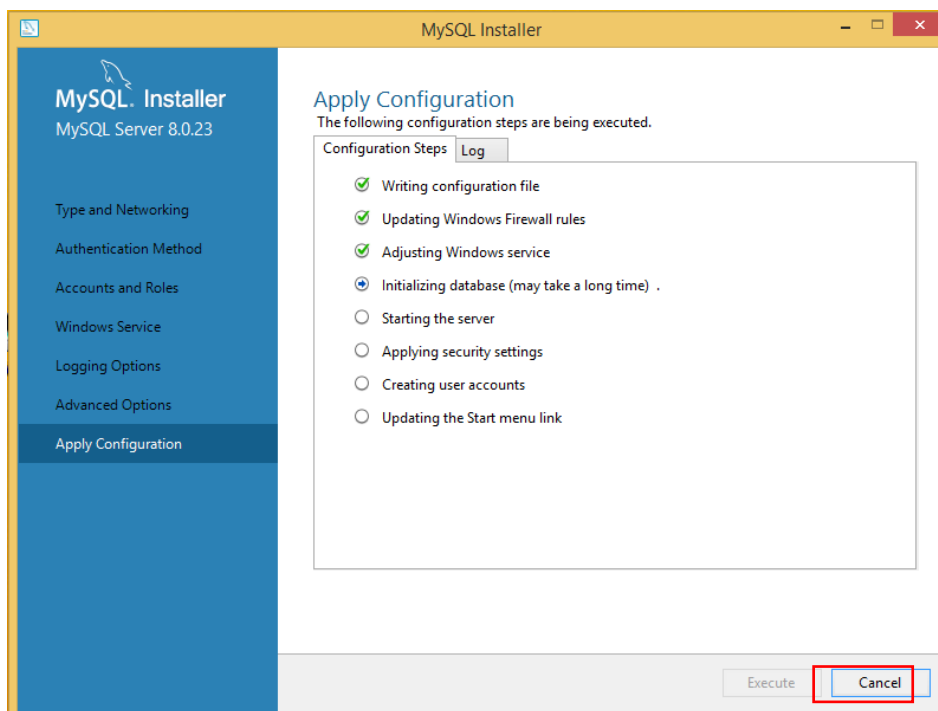 MySQL Installer
MySQL. Installer
MySQL Server 8.0.23
Type and Networking
Authentication Method
Accounts and Roles
Windows Service
Logging Options
Advanced Options
Apply Configuration
Apply Configuration
The following configuration steps are being executed.
Configuration Steps Log
Writing configuration file
Updating Windows Firewall rules
Adjusting Windows service
Initializing database (may take a long time) .
Starting the server
Applying security settings
Creating user accounts
Updating the Start menu link
Execute Cancel